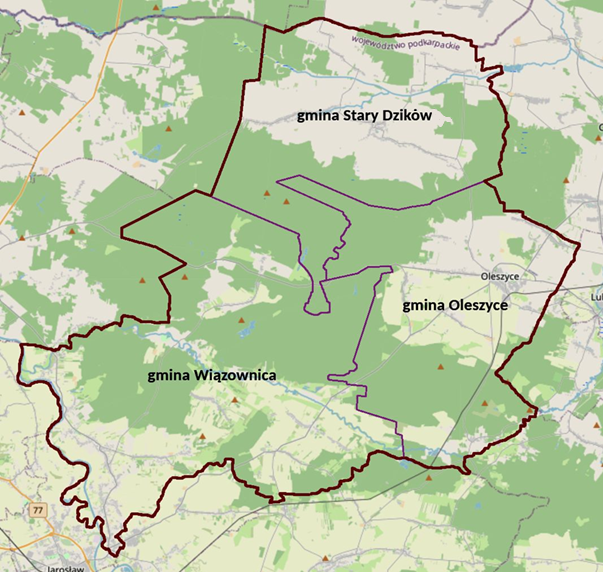 województwo podkarpackie
gmina Stary Dzików
Oleszyce
gmina Oleszyce
gmina Wiązownica
77
Jarosław